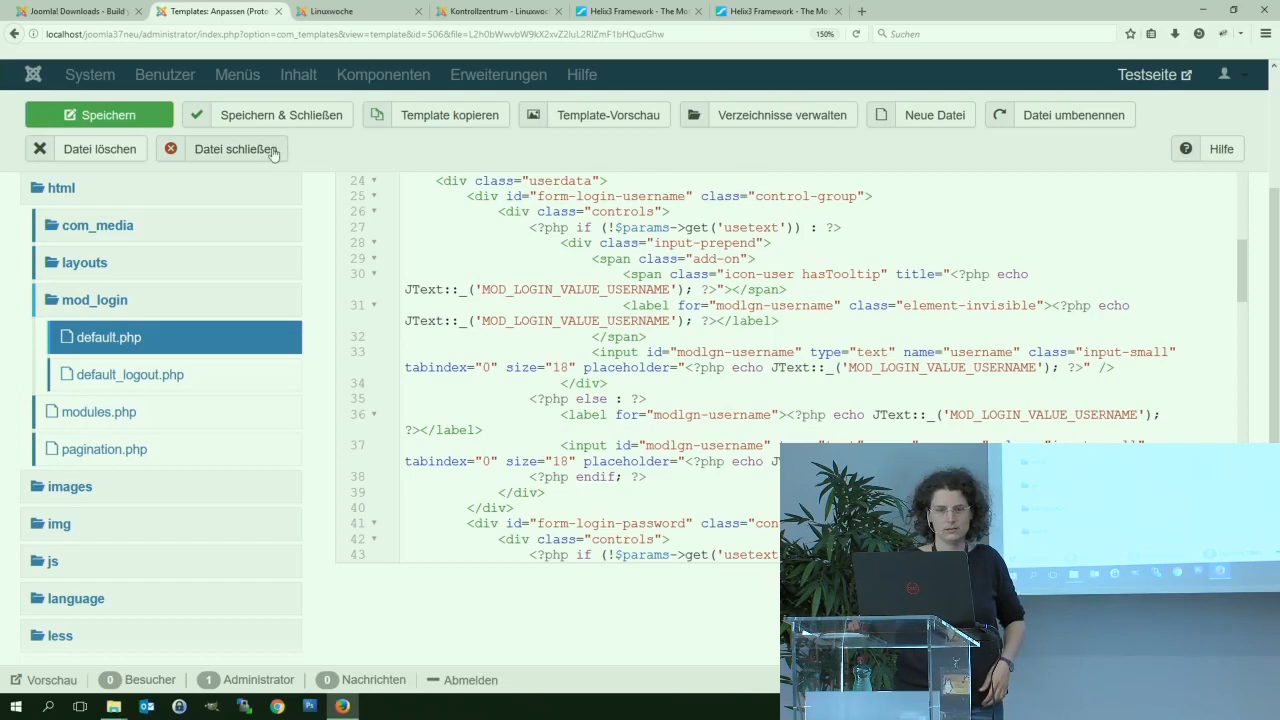 Joomla! Downloads - Build
Templates: Anpassen (Proto
Linuxwoche
Kontrollzentrum - Linuxwoc
Helix3 Framework - The Mos
Helix3 Framework - The Mos
localhost/joomla37neu/administrator/index.php?option=com_templates&view=template&id=506&file=L2h0bWwvbW9kX2xvZ2luL2RlZmF1bHQucGhw
150%
Suchen
System Benutzer Menüs Inhalt Komponenten Erweiterungen Hilfe
Testseite
Speichern
Speichern & Schließen
Template kopieren
Template-Vorschau
Verzeichnisse verwalten
Neue Datei
Datei umbenennen
Datei löschen
Datei schließen
Hilfe
html
com_media
layouts
mod_login
default.php
default_logout.php
modules.php
pagination.php
images
img
js
language
less
24 <div class="userdata">
25 <div id="form-login-username" class="control-group">
26 <div class="controls">
27 <?php if (!$params->get('usetext')) : ?>
28 <div class="input-prepend">
29 <span class="add-on">
30 <span class="icon-user hasTooltip" title="<?php echo
JText::_('MOD_LOGIN_VALUE_USERNAME'); ?>"></span>
31 <label for="modlgn-username" class="element-invisible"><?php echo
JText::_('MOD_LOGIN_VALUE_USERNAME'); ?></label>
32 </span>
33 <input id="modlgn-username" type="text" name="username" class="input-small"
tabindex="0" size="18" placeholder="<?php echo JText::_('MOD_LOGIN_VALUE_USERNAME'); ?>" />
34 </div>
35 <?php else : ?>
36 <label for="modlgn-username"><?php echo JText::_('MOD_LOGIN_VALUE_USERNAME');
?></label>
37 <input id="modlgn-username"
tabindex="0" size="18" placeholder="<?php echo J
38 <?php endif; ?>
39 </div>
40 </div>
41 <div id="form-login-password" class="con
42 <div class="controls">
43 <?php if (!$params->get('usetext
Vorschau 0 Besucher 1 Administrator 0 Nachrichten Abmelden